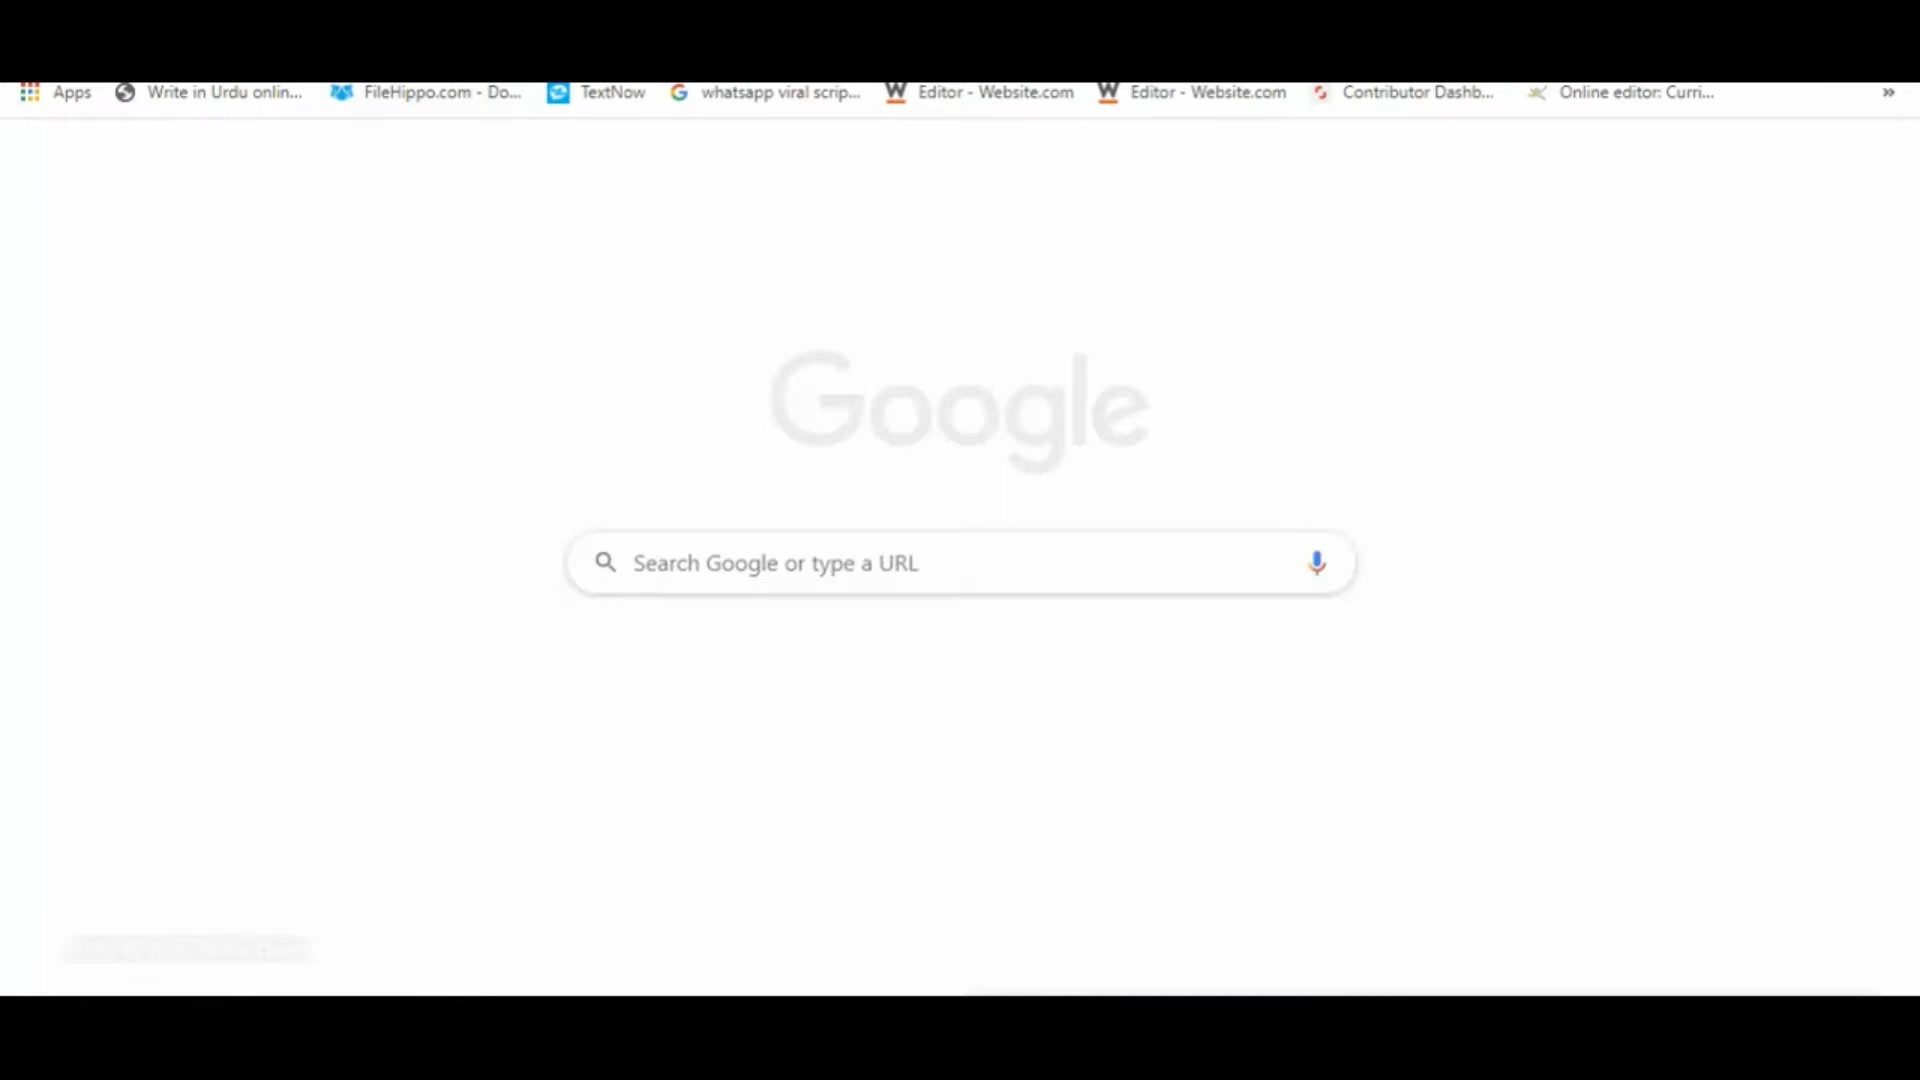 Apps Write in Urdu onlin... FileHippo.com - Do... TextNow whatsapp viral scrip... Editor - Website.com Editor - Website.com Contributor Dashb... Online editor: Curri... »
Google
Search Google or type a URL